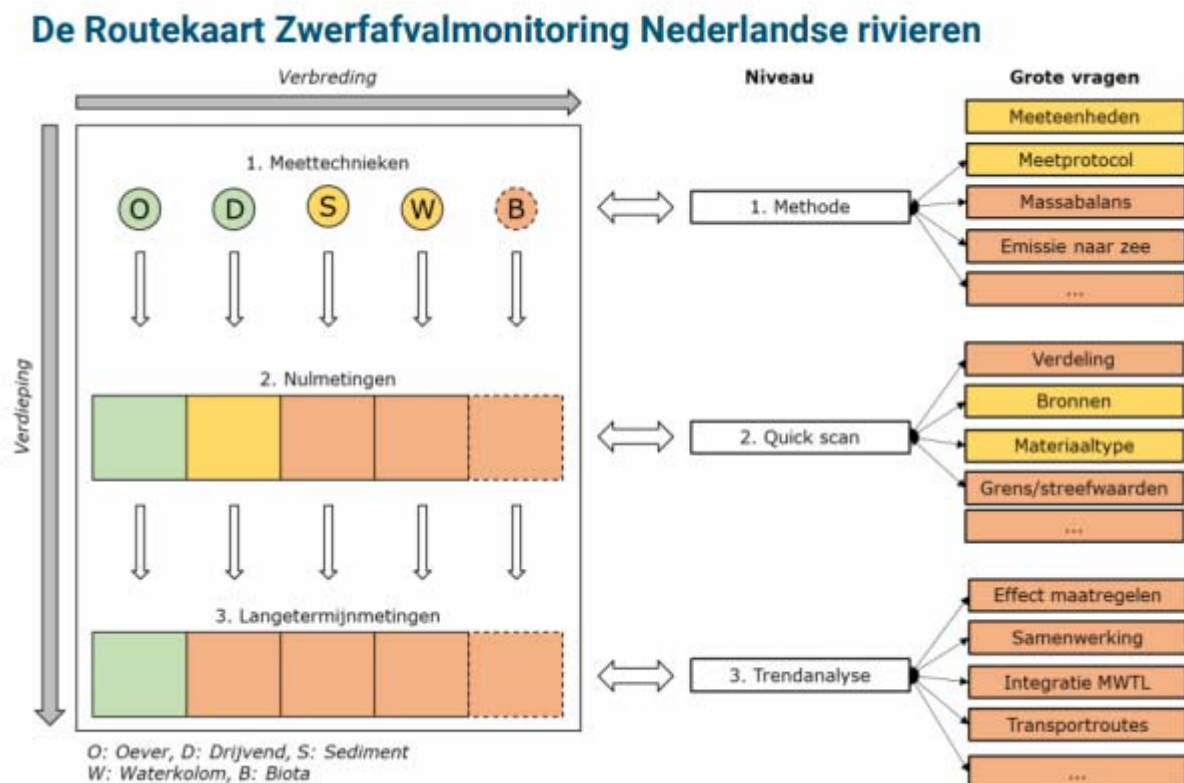 De Routekaart Zwerfafvalmonitoring Nederlandse rivieren
Verbreding
Verdieping
1. Meettechnieken
O D S W B
2. Nulmetingen
3. Langetermijnmetingen
O: Oever, D: Drijvend, S: Sediment
W: Waterkolom, B: Biota
Niveau
1. Methode
2. Quick scan
3. Trendanalyse
Grote vragen
Meeteenheden
Meetprotocol
Massabalans
Emissie naar zee
...
Verdeling
Bronnen
Materiaaltype
Grens/streefwaarden
...
Effect maatregelen
Samenwerking
Integratie MWTL
Transportroutes
...